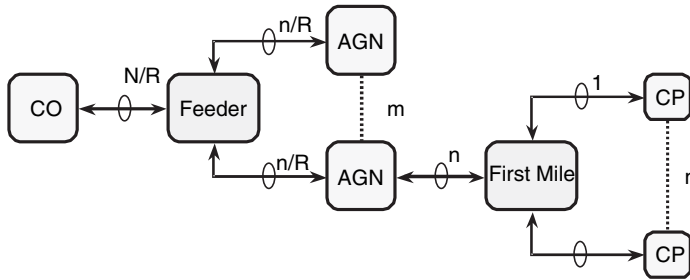 n/R
AGN
N/R
1
CP
CO
Feeder
m
n/R
n
AGN
First Mile
CP